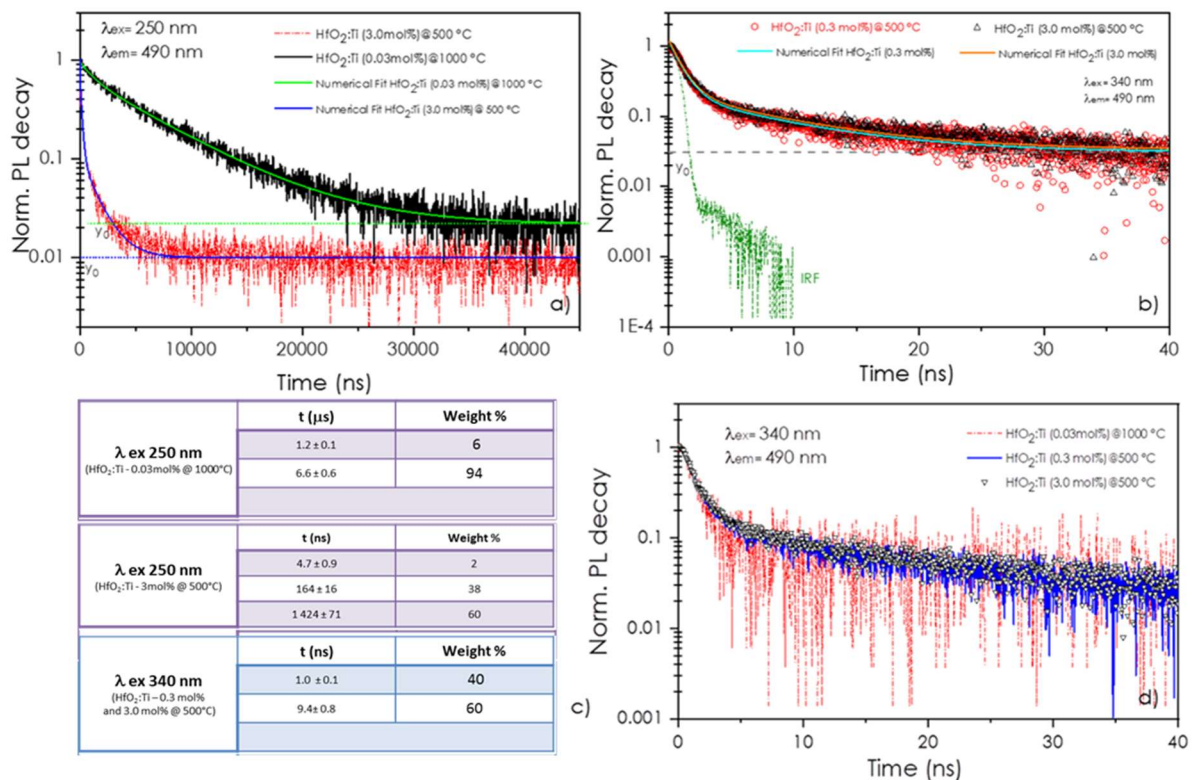 a)
λex= 250 nm
λem= 490 nm
HfO₂:Ti (3.0mol%)@500 °C
HfO₂:Ti (0.03mol%)@1000 °C
Numerical Fit HfO₂:Ti (0.03 mol%)@1000 °C
Numerical Fit HfO₂:Ti (3.0 mol%)@ 500 °C
Norm. PL decay
1
0.1
0.01
y₀
y₀
0
10000
20000
30000
40000
Time (ns)
b)
HfO₂:Ti (0.3 mol%)@500 °C
HfO₂:Ti (3.0 mol%)@500 °C
Numerical Fit HfO₂:Ti (0.3 mol%)
Numerical Fit HfO₂:Ti (3.0 mol%)
λex= 340 nm
λem= 490 nm
Norm. PL decay
1
0.1
0.01
0.001
1E-4
y₀
IRF
0
10
20
30
40
Time (ns)
t (µs) Weight %
λ ex 250 nm
(HfO₂:Ti - 0.03mol% @ 1000°C)
1.2 ± 0.1 6
6.6 ± 0.6 94
t (ns) Weight %
λ ex 250 nm
(HfO₂:Ti - 3mol% @ 500°C)
4.7 ± 0.9 2
164 ± 16 38
1 424 ± 71 60
t (ns) Weight %
λ ex 340 nm
(HfO₂:Ti – 0.3 mol%
and 3.0 mol% @ 500°C)
1.0 ± 0.1 40
9.4± 0.8 60
c)
d)
λex= 340 nm
λem= 490 nm
HfO₂:Ti (0.03mol%)@1000 °C
HfO₂:Ti (0.3 mol%)@500 °C
HfO₂:Ti (3.0 mol%)@500 °C
Norm. PL decay
1
0.1
0.01
0.001
0
10
20
30
40
Time (ns)